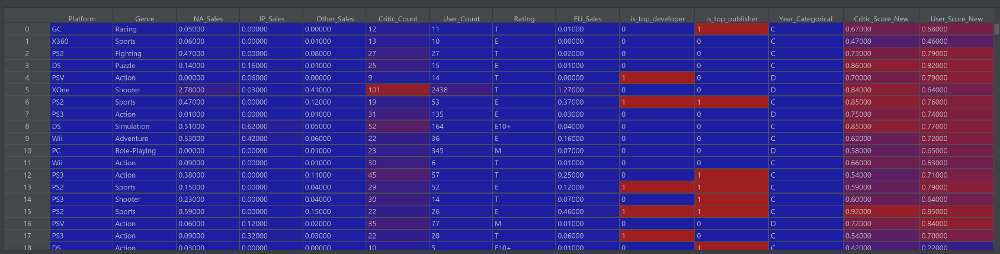 Platform Genre NA_Sales JP_Sales Other_Sales Critic_Count User_Count Rating EU_Sales is_top_developer is_top_publisher Year_Categorical Critic_Score_New User_Score_New
0 GC Racing 0.05000 0.00000 0.00000 12 11 T 0.01000 0 1 C 0.67000 0.68000
1 X360 Sports 0.06000 0.00000 0.01000 13 10 E 0.00000 0 0 C 0.47000 0.46000
2 PS2 Fighting 0.47000 0.00000 0.08000 27 27 T 0.02000 0 0 C 0.73000 0.79000
3 DS Puzzle 0.14000 0.16000 0.01000 25 15 E 0.01000 0 0 C 0.86000 0.82000
4 PSV Action 0.00000 0.06000 0.00000 9 14 T 0.00000 1 0 D 0.70000 0.79000
5 XOne Shooter 2.78000 0.03000 0.41000 101 2438 T 1.27000 0 0 D 0.84000 0.64000
6 PS2 Sports 0.47000 0.00000 0.12000 19 53 E 0.37000 1 1 C 0.85000 0.76000
7 PS3 Action 0.01000 0.00000 0.01000 31 135 E 0.03000 0 0 D 0.75000 0.74000
8 DS Simulation 0.51000 0.62000 0.05000 52 164 E10+ 0.04000 0 0 C 0.85000 0.77000
9 Wii Adventure 0.53000 0.42000 0.06000 22 36 E 0.16000 0 0 C 0.62000 0.72000
10 PC Role-Playing 0.00000 0.00000 0.01000 23 345 M 0.07000 0 0 D 0.58000 0.65000
11 Wii Action 0.09000 0.00000 0.01000 30 6 T 0.01000 0 0 C 0.66000 0.63000
12 PS3 Action 0.38000 0.00000 0.11000 45 57 T 0.25000 0 1 C 0.54000 0.71000
13 PS2 Sports 0.15000 0.00000 0.04000 29 52 E 0.12000 1 1 C 0.59000 0.79000
14 PS3 Shooter 0.23000 0.00000 0.04000 30 14 T 0.07000 0 1 C 0.60000 0.64000
15 PS2 Sports 0.59000 0.00000 0.15000 22 26 E 0.46000 1 1 C 0.92000 0.85000
16 PSV Action 0.06000 0.12000 0.02000 35 77 M 0.01000 0 0 D 0.72000 0.84000
17 PS3 Action 0.09000 0.32000 0.03000 22 28 T 0.06000 1 0 C 0.54000 0.70000
18 DS Action 0.03000 0.00000 0.00000 10 5 E10+ 0.01000 0 1 C 0.42000 0.22000